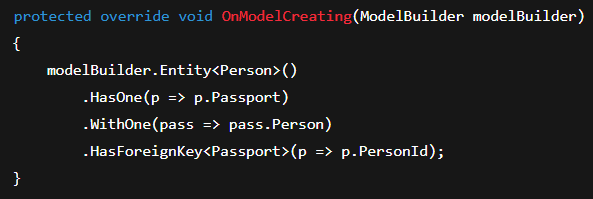 protected override void OnModelCreating(ModelBuilder modelBuilder)
{
    modelBuilder.Entity<Person>()
        .HasOne(p => p.Passport)
        .WithOne(pass => pass.Person)
        .HasForeignKey<Passport>(p => p.PersonId);
}